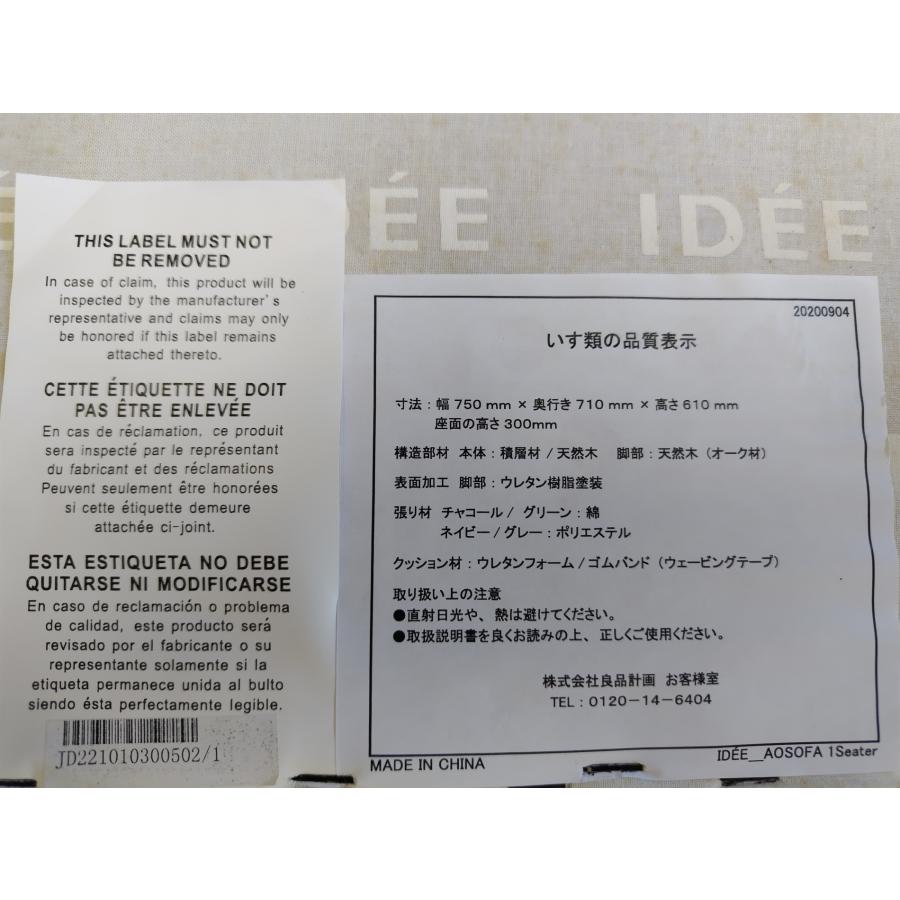 IDÉE
THIS LABEL MUST NOT
BE REMOVED
In case of claim, this product will be
inspected by the manufacturer's
representative and claims may only
be honored if this label remains
attached thereto.
CETTE ÉTIQUETTE NE DOIT
PAS ÊTRE ENLEVÉE
En cas de réclamation, ce produit
sera inspecté par le représentant
du fabricant et des réclamations
Peuvent seulement être honorées
si cette étiquette demeure
attachée ci-joint.
ESTA ESTIQUETA NO DEBE
QUITARSE NI MODIFICARSE
En caso de reclamación o problema
de calidad, este producto será
revisado por el fabricante o su
representante solamente si la
etiqueta permanece unida al bulto
siendo ésta perfectamente legible.
JD221010300502/1
20200904
いす類の品質表示
寸法：幅 750 mm × 奥行き 710 mm × 高さ 610 mm
座面の高さ 300mm
構造部材 本体：積層材 / 天然木 脚部：天然木（オーク材）
表面加工 脚部：ウレタン樹脂塗装
張り材 チャコール / グリーン：綿
ネイビー / グレー：ポリエステル
クッション材：ウレタンフォーム / ゴムバンド（ウェービングテープ）
取り扱い上の注意
●直射日光や、熱は避けてください。
●取扱説明書を良くお読みの上、正しくご使用ください。
株式会社良品計画 お客様室
TEL：0120－14－6404
MADE IN CHINA
IDÉE__AOSOFA 1Seater